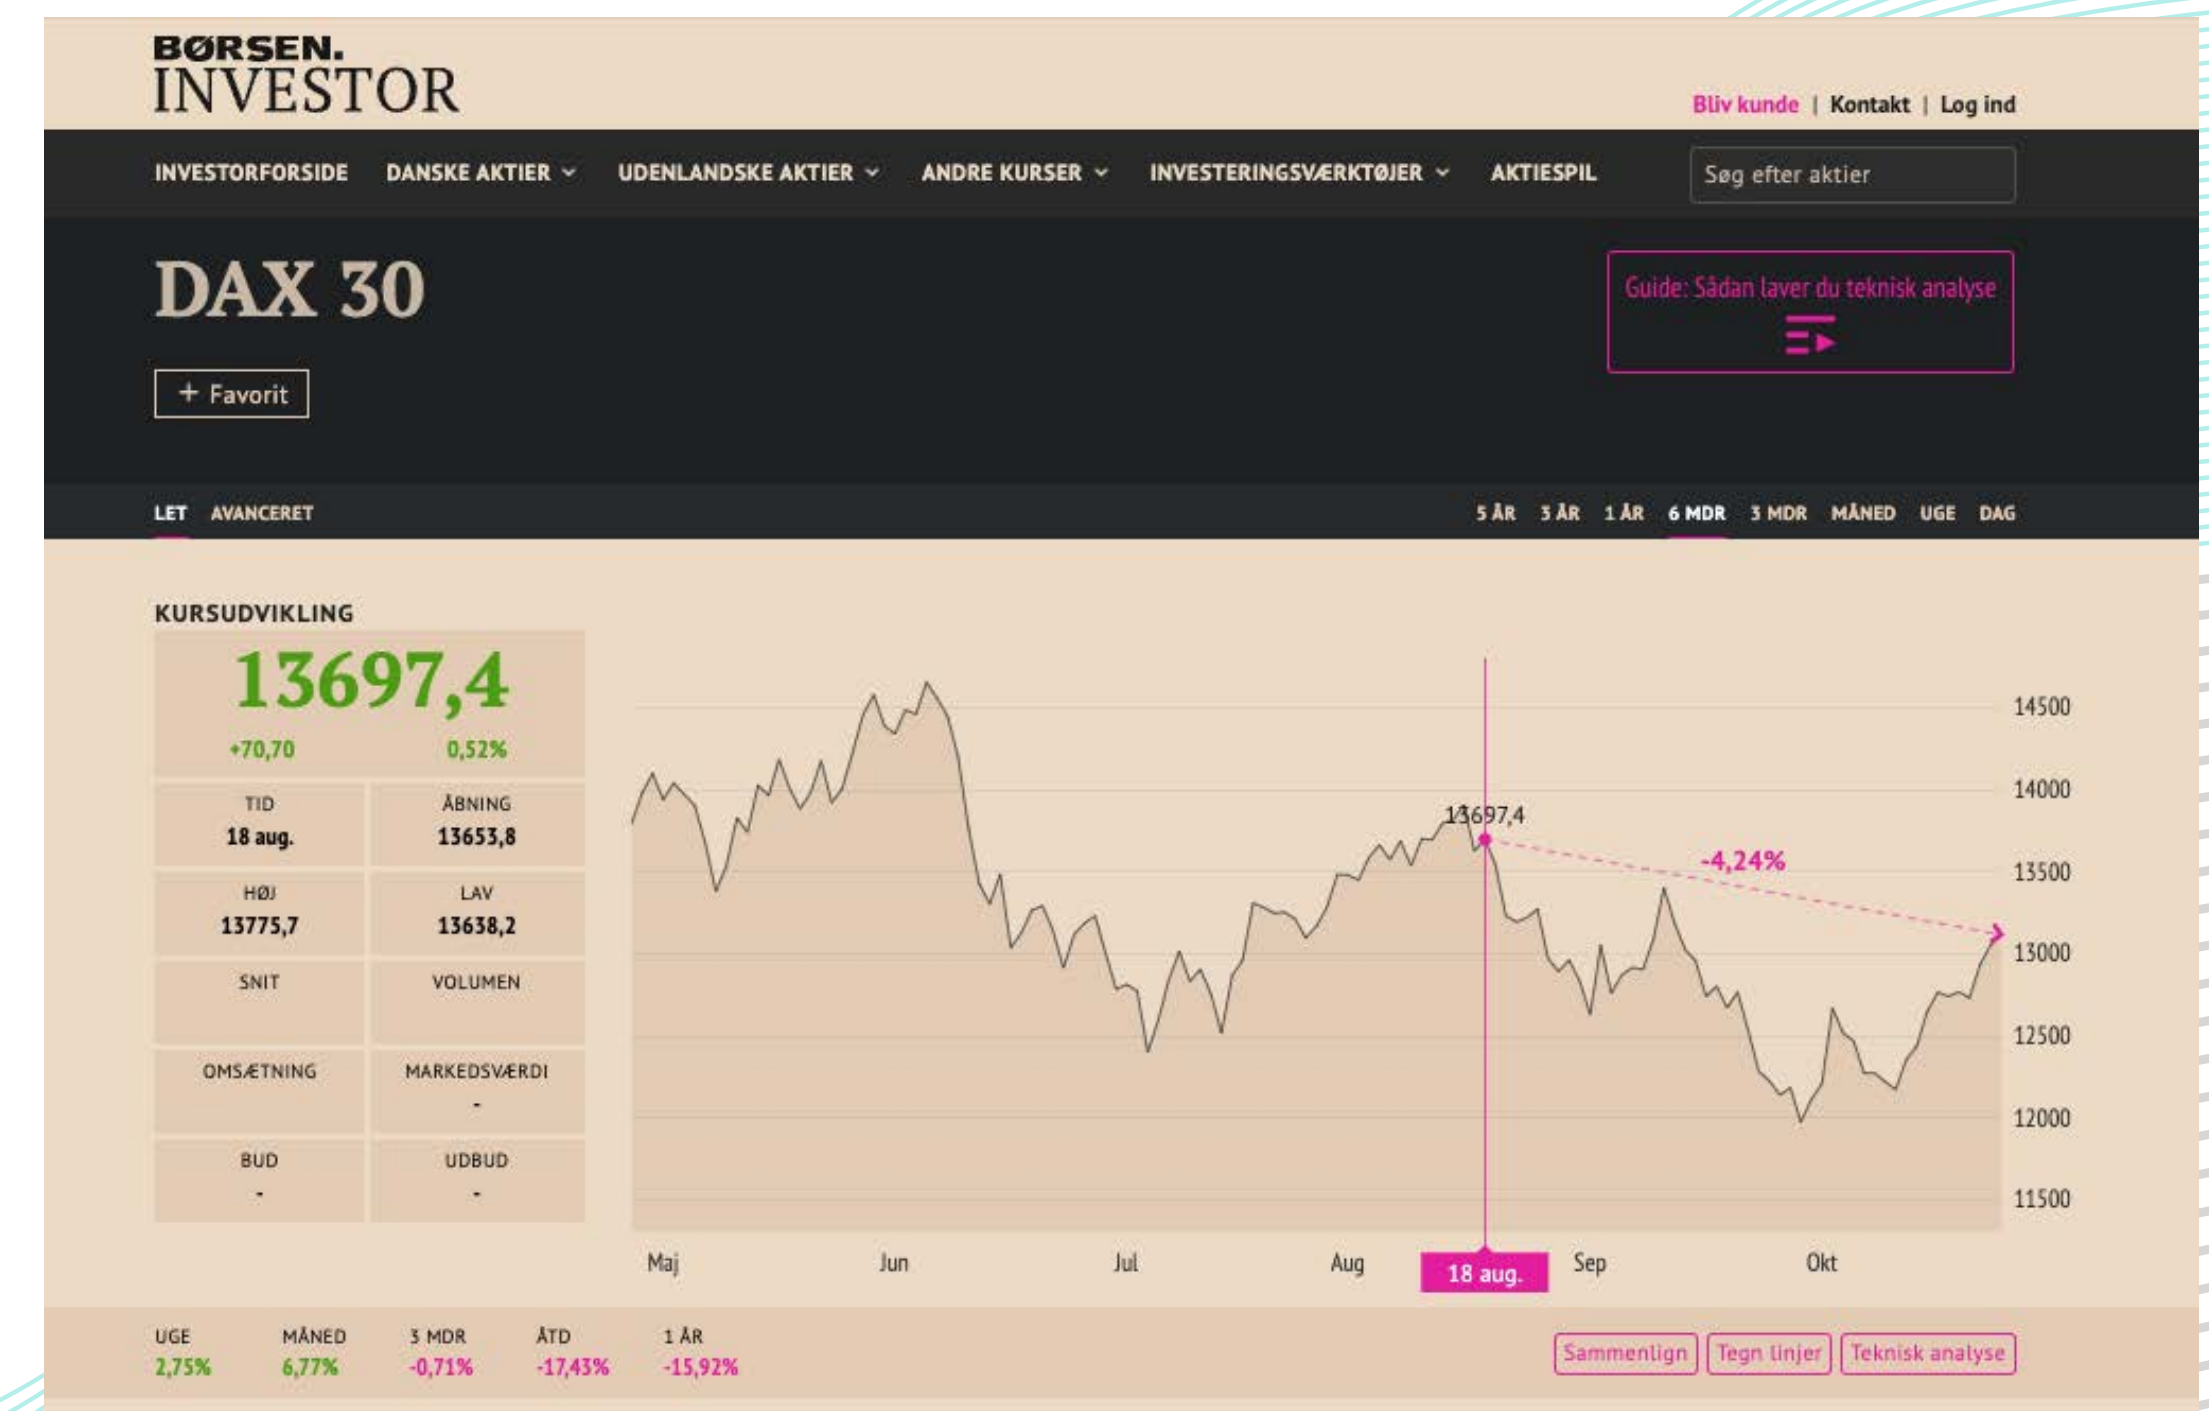 BØRSEN.
INVESTOR
Bliv kunde | Kontakt | Log ind
INVESTORFORSIDE DANSKE AKTIER UDENLANDSKE AKTIER ANDRE KURSER INVESTERINGSVÆRKTØJER AKTIESPIL Søg efter aktier
DAX 30
Guide: Sådan laver du teknisk analyse
+ Favorit
LET AVANCERET 5 ÅR 3 ÅR 1 ÅR 6 MDR 3 MDR MÅNED UGE DAG
KURSUDVIKLING
13697,4
+70,70 0,52%
TID ÅBNING
18 aug. 13653,8
HØJ LAV
13775,7 13638,2
SNIT VOLUMEN
OMSÆTNING MARKEDSVÆRDI
-
BUD UDBUD
- -
14500
14000
13697,4
-4,24%
13500
13000
12500
12000
11500
Maj Jun Jul Aug 18 aug. Sep Okt
UGE MÅNED 3 MDR ÅTD 1 ÅR
2,75% 6,77% -0,71% -17,43% -15,92%
Sammenlign Tegn linjer Teknisk analyse